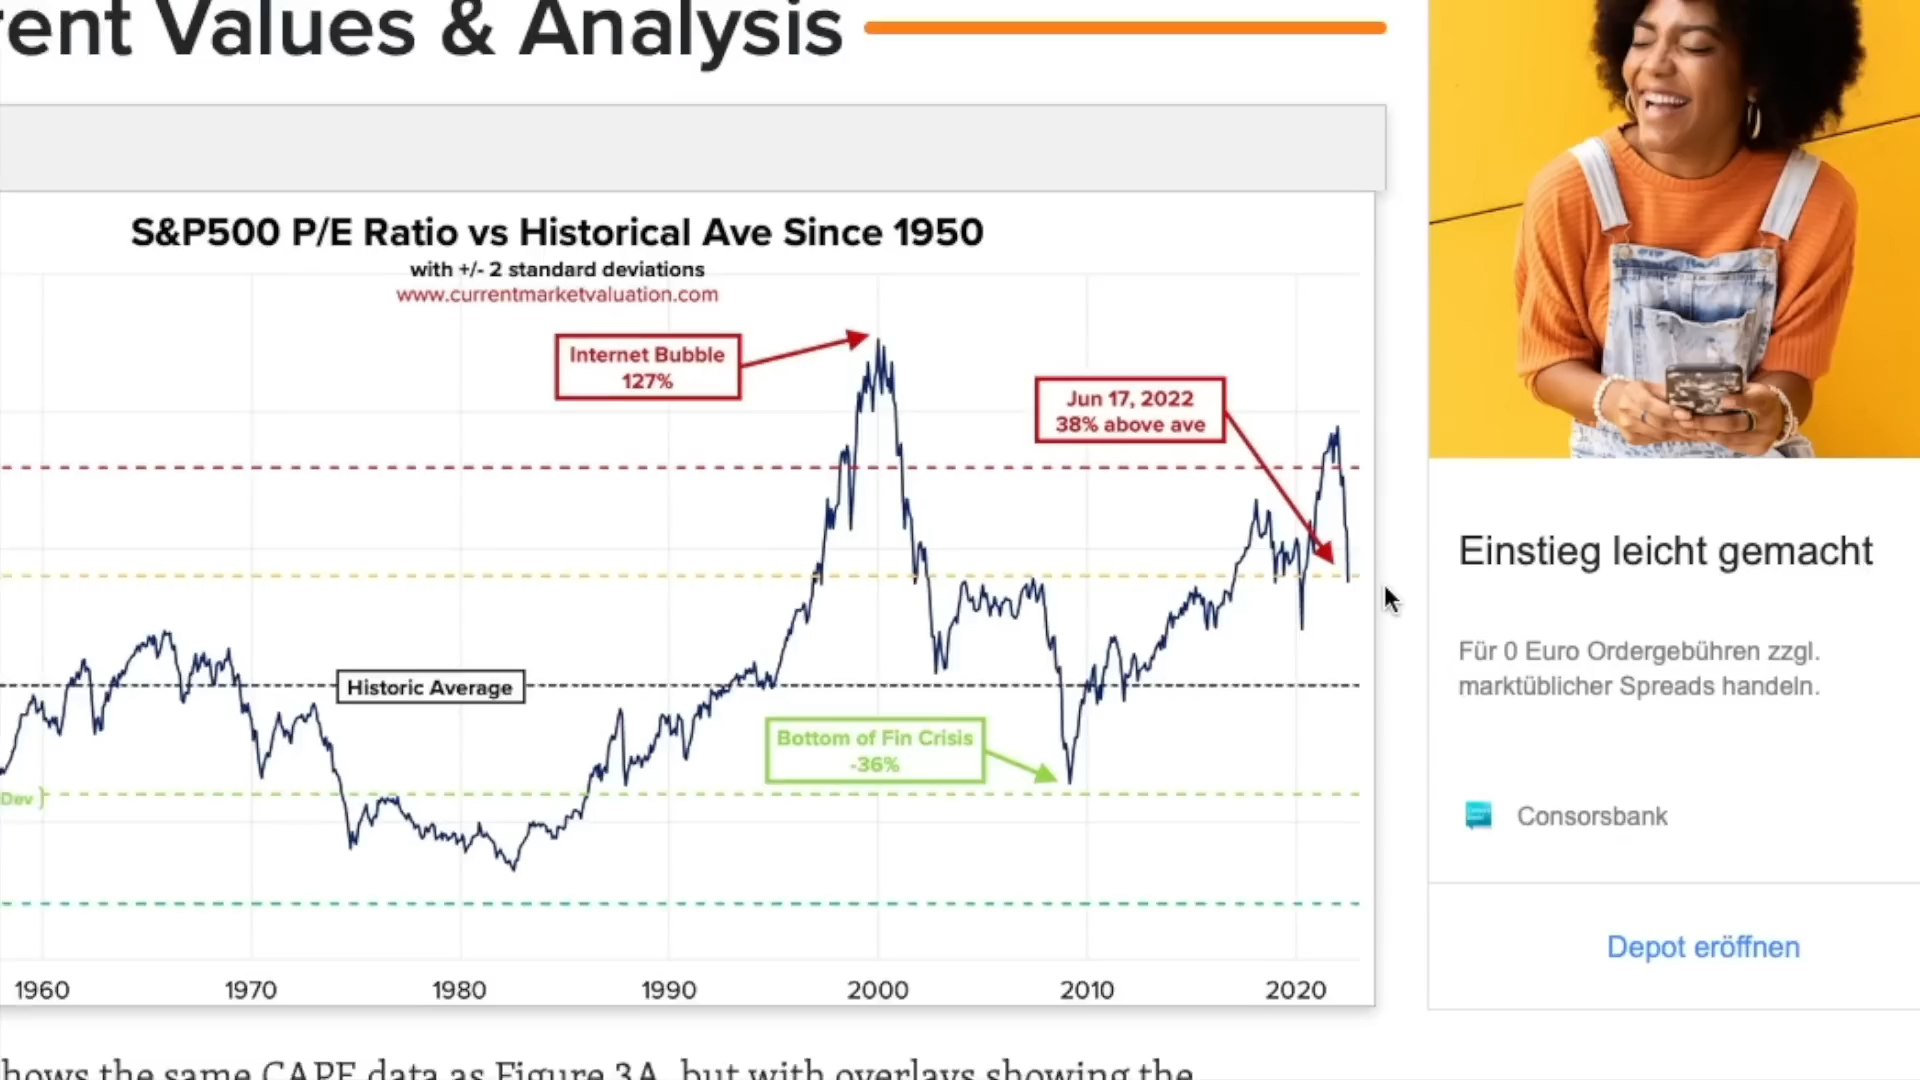 ent Values & Analysis
S&P500 P/E Ratio vs Historical Ave Since 1950
with +/- 2 standard deviations
www.currentmarketvaluation.com
Internet Bubble
127%
Jun 17, 2022
38% above ave
Historic Average
Bottom of Fin Crisis
-36%
Dev
1960 1970 1980 1990 2000 2010 2020
hows the same CAPE data as Figure 3A, but with overlays showing the
Einstieg leicht gemacht
Für 0 Euro Ordergebühren zzgl.
marktüblicher Spreads handeln.
Consorsbank
Depot eröffnen